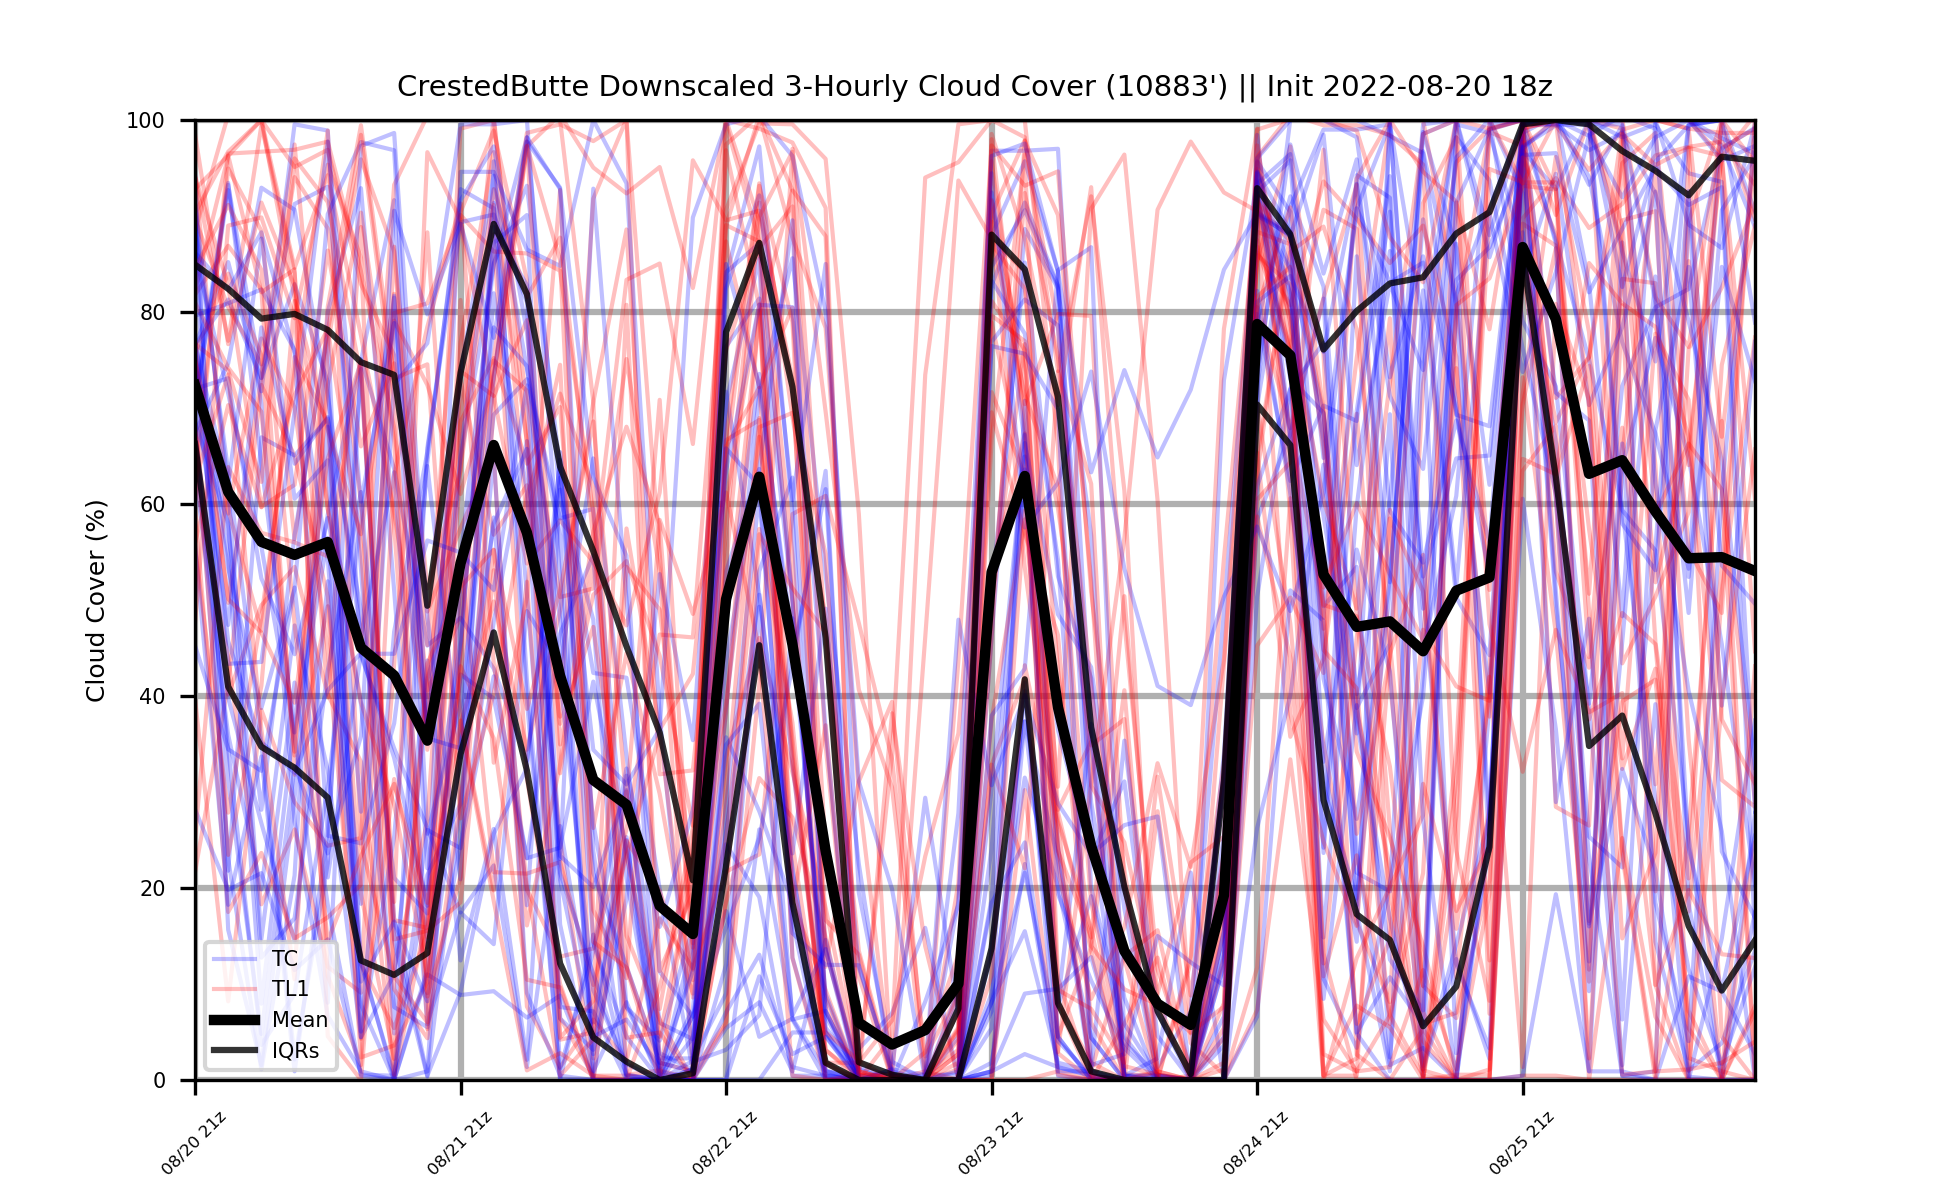 CrestedButte Downscaled 3-Hourly Cloud Cover (10883') || Init 2022-08-20 18z
Cloud Cover (%)
100
80
60
40
20
0
TC
TL1
Mean
IQRs
08/20 21z
08/21 21z
08/22 21z
08/23 21z
08/24 21z
08/25 21z